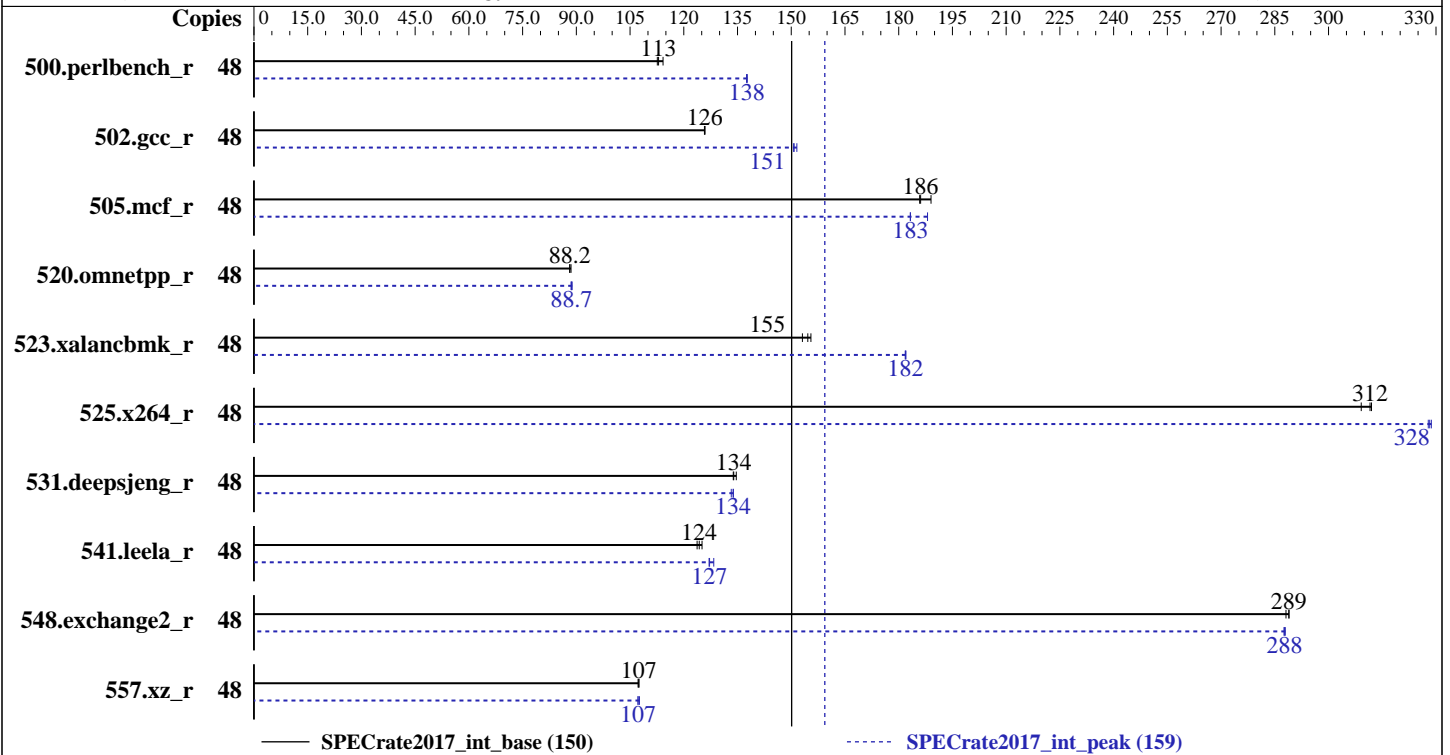 Copies 0 15.0 30.0 45.0 60.0 75.0 90.0 105 120 135 150 165 180 195 210 225 240 255 270 285 300 330
113
500.perlbench_r 48
138
126
502.gcc_r 48
151
186
505.mcf_r 48
183
88.2
520.omnetpp_r 48
88.7
155
523.xalancbmk_r 48
182
312
525.x264_r 48
328
134
531.deepsjeng_r 48
134
124
541.leela_r 48
127
289
548.exchange2_r 48
288
107
557.xz_r 48
107
SPECrate2017_int_base (150) SPECrate2017_int_peak (159)